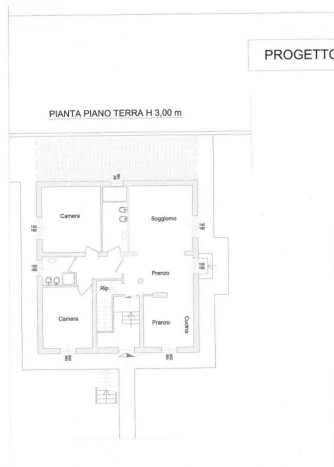 PROGETTO
PIANTA PIANO TERRA H 3,00 m
Camera
Soggiorno
Pranzo
Rip.
Camera
Pranzo
Cucina